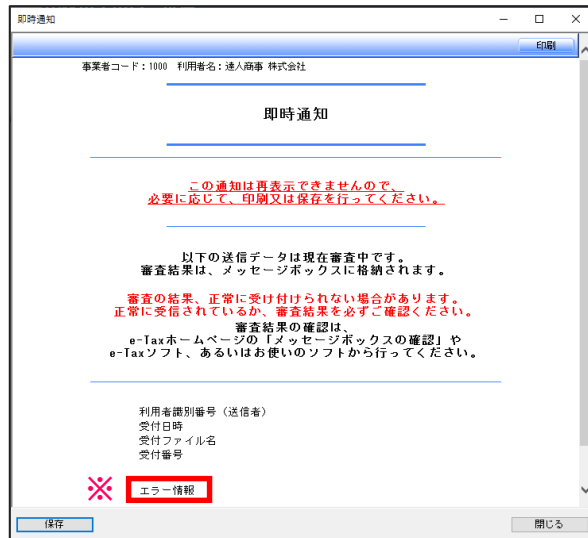 即時通知
印刷
事業者コード：1000 利用者名：達人商事 株式会社
即時通知
この通知は再表示できませんので、
必要に応じて、印刷又は保存を行ってください。
以下の送信データは現在審査中です。
審査結果は、メッセージボックスに格納されます。
審査の結果、正常に受け付けられない場合があります。
正常に受信されているか、審査結果を必ずご確認ください。
審査結果の確認は、
e-Taxホームページの「メッセージボックスの確認」や
e-Taxソフト、あるいはお使いのソフトから行ってください。
利用者識別番号（送信者）
受付日時
受付ファイル名
受付番号
※ エラー情報
保存
閉じる